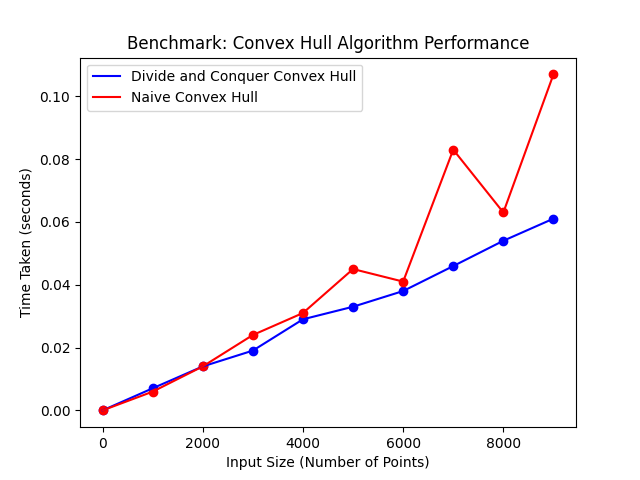 Benchmark: Convex Hull Algorithm Performance
Divide and Conquer Convex Hull
Naive Convex Hull
Time Taken (seconds)
0.10
0.08
0.06
0.04
0.02
0.00
0 2000 4000 6000 8000
Input Size (Number of Points)